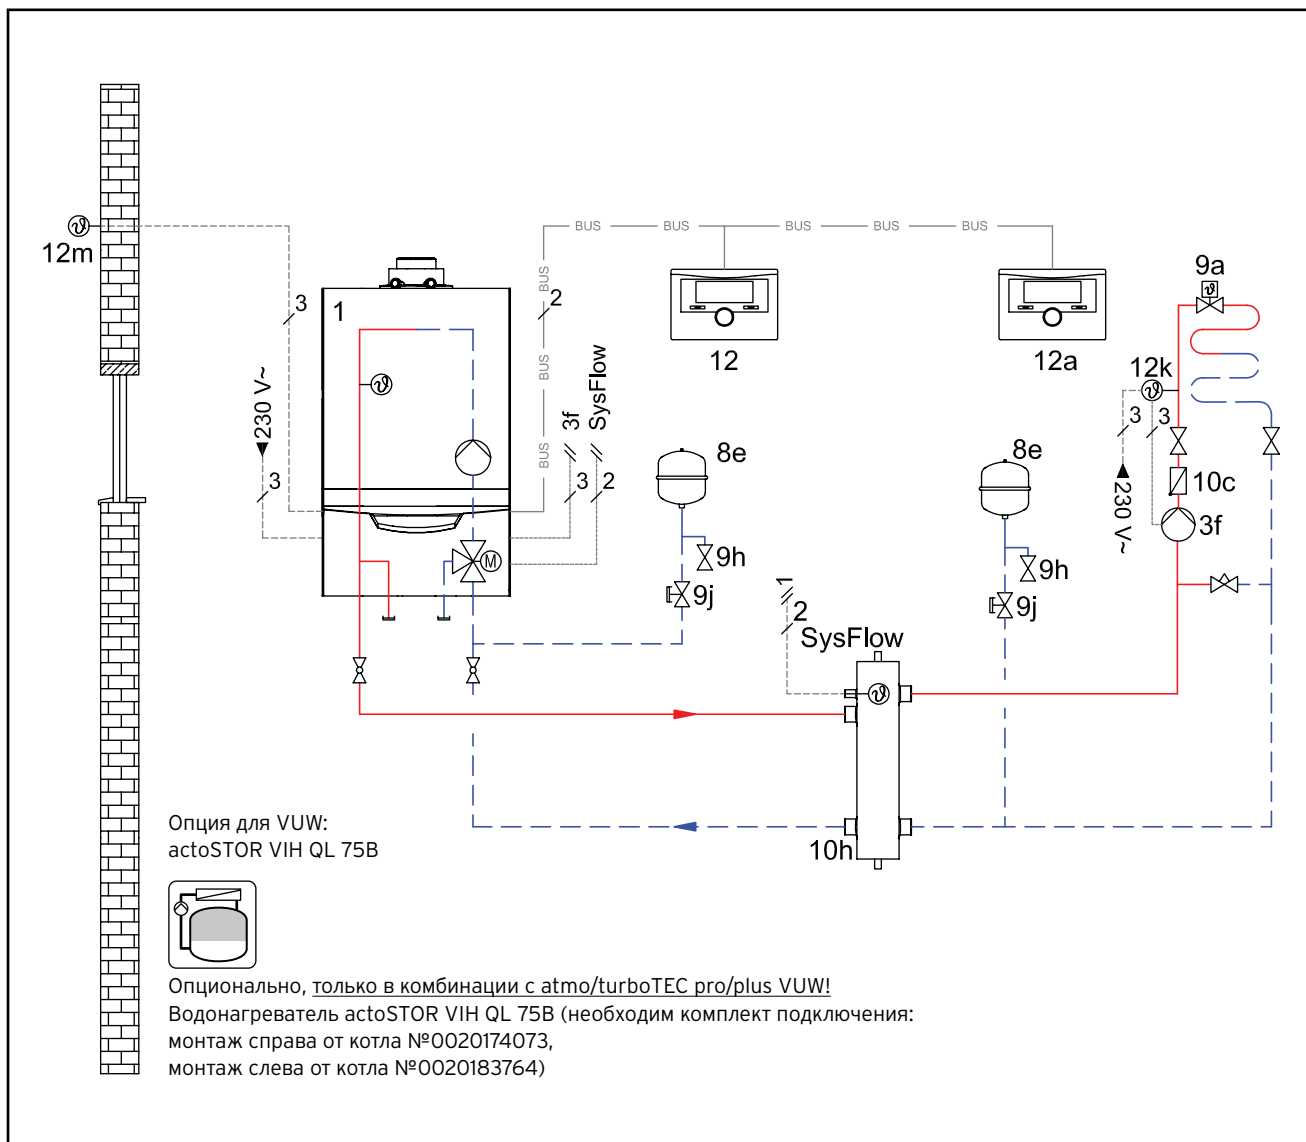 BUS BUS BUS BUS BUS
12m
3
1
BUS
2
BUS
BUS
230 V~
3
3f
3
SysFlow
2
12
12a
9a
12k
3
3
230 V~
10c
3f
8e
9h
9j
8e
9h
9j
1
2
SysFlow
M
10h
Опция для VUW:
actoSTOR VIH QL 75B
Опционально, только в комбинации с atmo/turboTEC pro/plus VUW!
Водонагреватель actoSTOR VIH QL 75B (необходим комплект подключения:
монтаж справа от котла №0020174073,
монтаж слева от котла №0020183764)